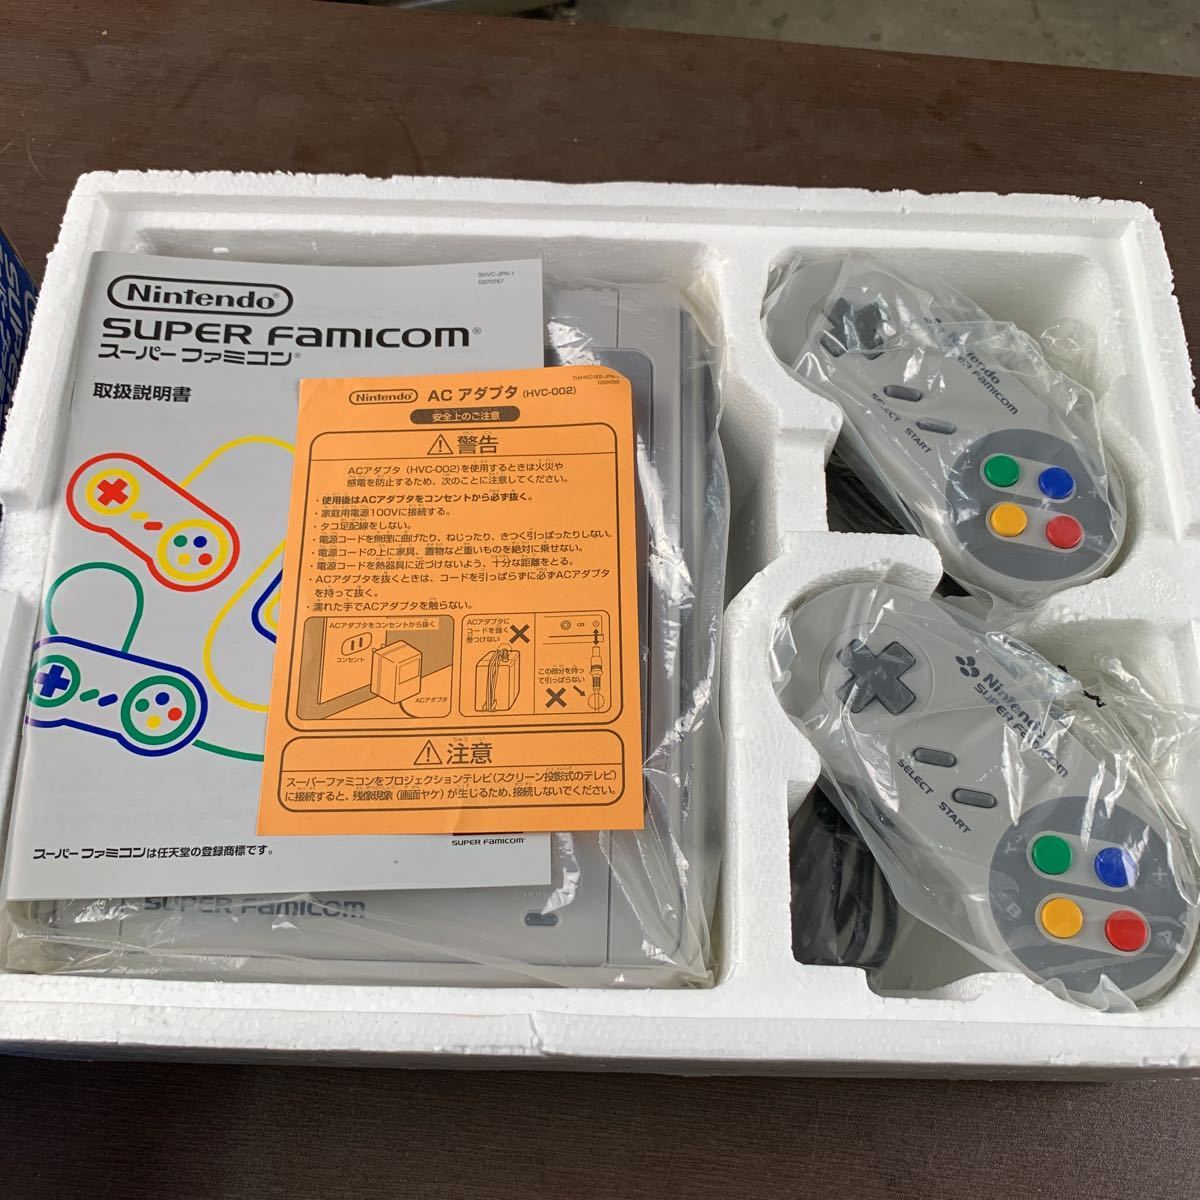 SHVC-JPN-1
G970767
Nintendo®
SUPER FAMICOM®
スーパーファミコン®
取扱説明書
スーパーファミコンは任天堂の登録商標です。
SUPER FAMICOM
SUPER FAMICOM
TH(HVC-002-JPN-L
G504392
Nintendo® AC アダプタ (HVC-002)
安全上のご注意
⚠警告
ACアダプタ(HVC-002)を使用するときは火災や
感電を防止するため、次のことに注意してください。
・使用後はACアダプタをコンセントから必ず抜く。
・家庭用電源100Vに接続する。
・タコ足配線をしない。
・電源コードを無理に曲げたり、ねじったり、きつく引っぱったりしない。
・電源コードの上に家具、置物など重いものを絶対に乗せない。
・電源コードを熱器具に近づけないよう、十分な距離をとる。
・ACアダプタを抜くときは、コードを引っぱらずに必ずACアダプタ
を持って抜く。
・濡れた手でACアダプタを触らない。
ACアダプタをコンセントから抜く
コンセント
ACアダプタ
ACアダプタに
コードを強く
巻つけない
この部分を持っ
て引っぱらない
⚠注意
スーパーファミコンをプロジェクションテレビ(スクリーン投影式のテレビ)
に接続すると、残像現象(画面ヤケ)が生じるため、接続しないでください。
Nintendo
SUPER FAMICOM
SELECT START
A
Nintendo
SUPER FAMICOM
SELECT START
B
A